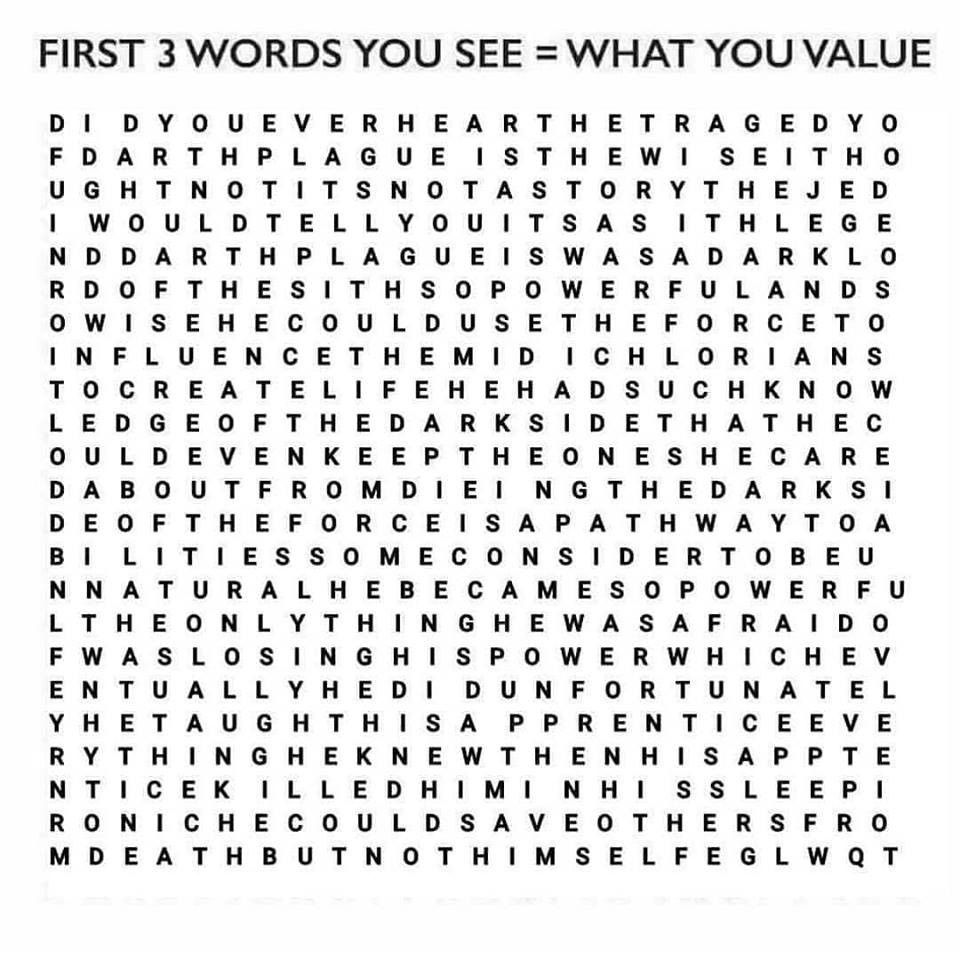 FIRST 3 WORDS YOU SEE = WHAT YOU VALUE
D I D Y O U E V E R H E A R T H E T R A G E D Y O
F D A R T H P L A G U E I S T H E W I S E I T H O
U G H T N O T I T S N O T A S T O R Y T H E J E D
I W O U L D T E L L Y O U I T S A S I T H L E G E
N D D A R T H P L A G U E I S W A S A D A R K L O
R D O F T H E S I T H S O P O W E R F U L A N D S
O W I S E H E C O U L D U S E T H E F O R C E T O
I N F L U E N C E T H E M I D I C H L O R I A N S
T O C R E A T E L I F E H E H A D S U C H K N O W
L E D G E O F T H E D A R K S I D E T H A T H E C
O U L D E V E N K E E P T H E O N E S H E C A R E
D A B O U T F R O M D I E I N G T H E D A R K S I
D E O F T H E F O R C E I S A P A T H W A Y T O A
B I L I T I E S S O M E C O N S I D E R T O B E U
N N A T U R A L H E B E C A M E S O P O W E R F U
L T H E O N L Y T H I N G H E W A S A F R A I D O
F W A S L O S I N G H I S P O W E R W H I C H E V
E N T U A L L Y H E D I D U N F O R T U N A T E L
Y H E T A U G H T H I S A P P R E N T I C E E V E
R Y T H I N G H E K N E W T H E N H I S A P P T E
N T I C E K I L L E D H I M I N H I S S L E E P I
R O N I C H E C O U L D S A V E O T H E R S F R O
M D E A T H B U T N O T H I M S E L F E G L W Q T